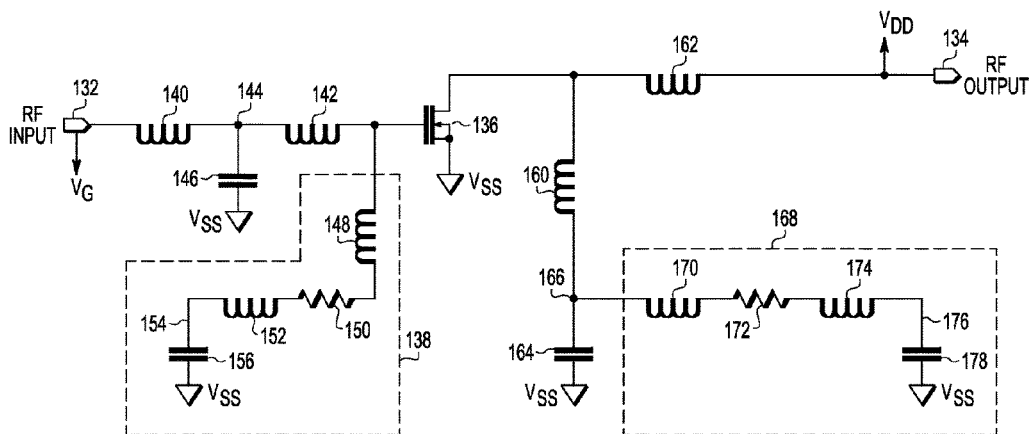 RF INPUT
132
V_G
140
144
142
146
V_SS
136
V_SS
148
150
152
154
156
V_SS
138
162
V_DD
134
RF OUTPUT
160
166
164
V_SS
168
170
172
174
176
178
V_SS